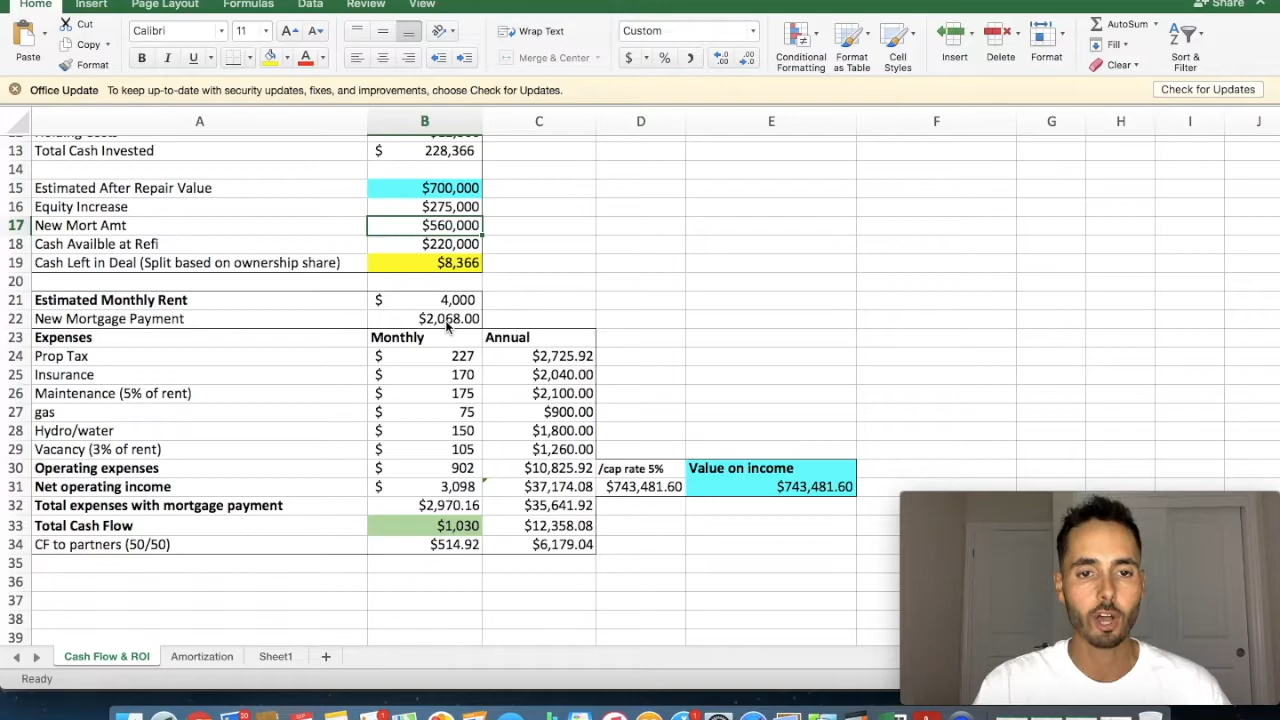 Home Insert Page Layout Formulas Data Review View Share
Paste Cut Copy Format
Calibri 11 A A B I U A
Wrap Text Merge & Center
Custom $ % ,
Conditional Formatting Format as Table Cell Styles Insert Delete Format
AutoSum Fill Clear Sort & Filter
Office Update To keep up-to-date with security updates, fixes, and improvements, choose Check for Updates. Check for Updates
A B C D E F G H I J
13 Total Cash Invested $ 228,366
14
15 Estimated After Repair Value $700,000
16 Equity Increase $275,000
17 New Mort Amt $560,000
18 Cash Availble at Refi $220,000
19 Cash Left in Deal (Split based on ownership share) $8,366
20
21 Estimated Monthly Rent $ 4,000
22 New Mortgage Payment $2,068.00
23 Expenses Monthly Annual
24 Prop Tax $ 227 $2,725.92
25 Insurance $ 170 $2,040.00
26 Maintenance (5% of rent) $ 175 $2,100.00
27 gas $ 75 $900.00
28 Hydro/water $ 150 $1,800.00
29 Vacancy (3% of rent) $ 105 $1,260.00
30 Operating expenses $ 902 $10,825.92 /cap rate 5% Value on income
31 Net operating income $ 3,098 $37,174.08 $743,481.60 $743,481.60
32 Total expenses with mortgage payment $2,970.16 $35,641.92
33 Total Cash Flow $1,030 $12,358.08
34 CF to partners (50/50) $514.92 $6,179.04
35
36
37
38
39
Cash Flow & ROI Amortization Sheet1 +
Ready